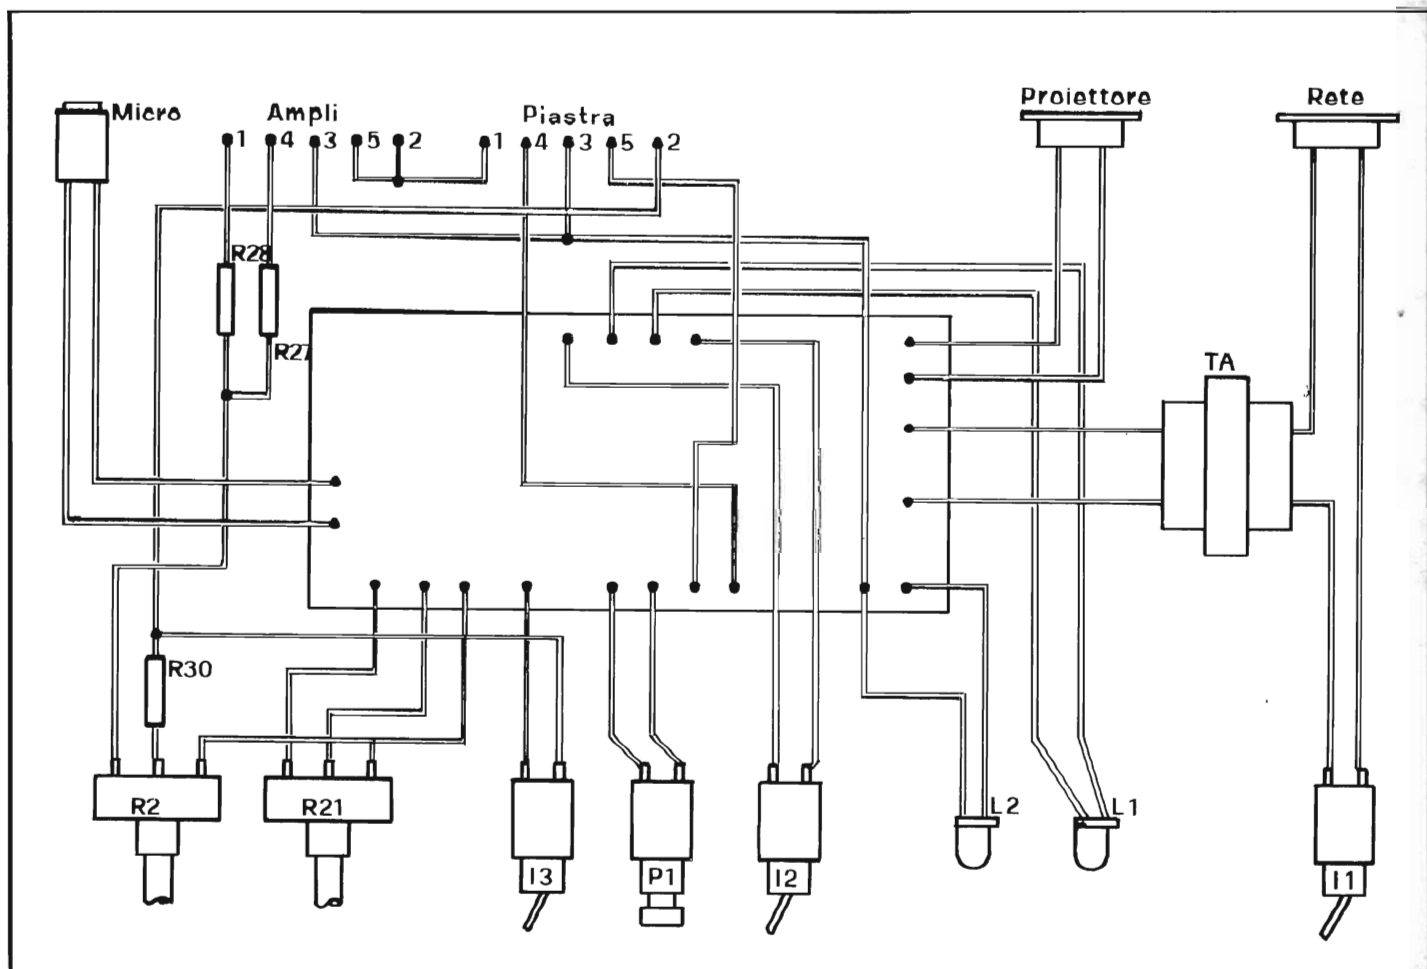 Micro
Ampli
Piastra
Proiettore
Rete
1 4 3 5 2
1 4 3 5 2
R28
R27
TA
R30
R2
R21
I3
P1
I2
L2
L1
I1